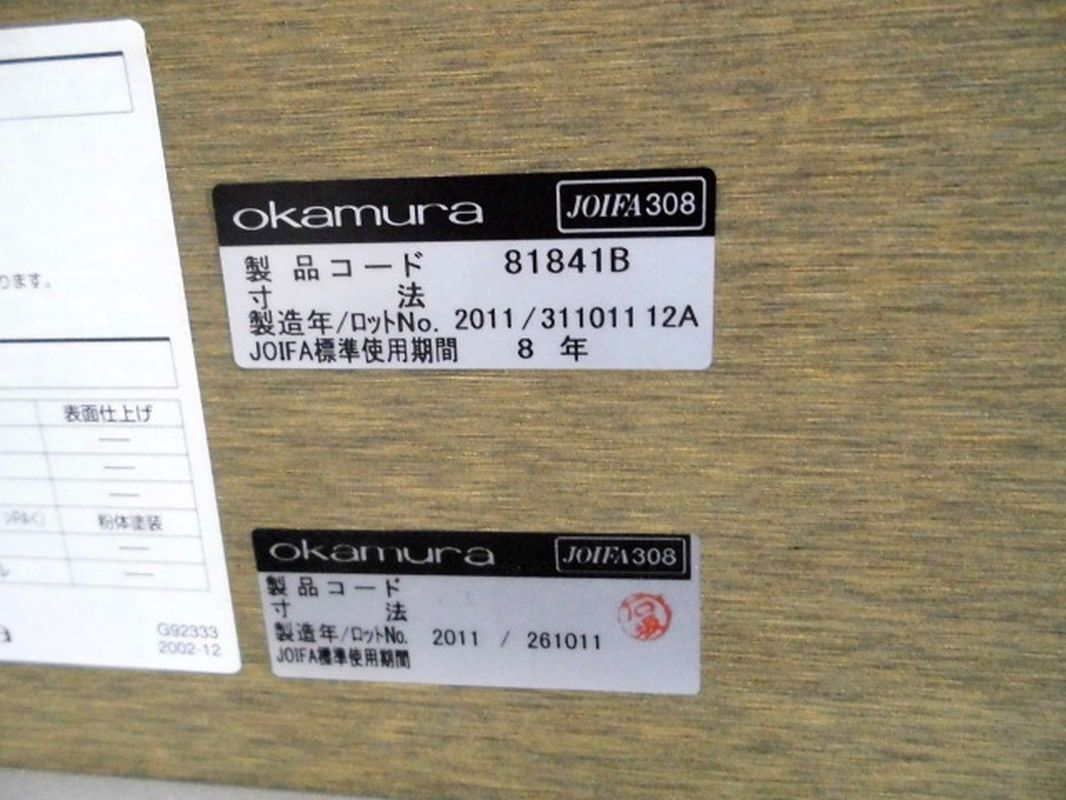 ります。
表面仕上げ
—
—
—
粉体塗装
—
ル —
G92333
2002-12
okamura JOIFA308
製品コード 81841B
寸法
製造年/ロットNo. 2011/311011 12A
JOIFA標準使用期間 8年
okamura JOIFA308
製品コード
寸法
製造年/ロットNo. 2011 / 261011
JOIFA標準使用期間